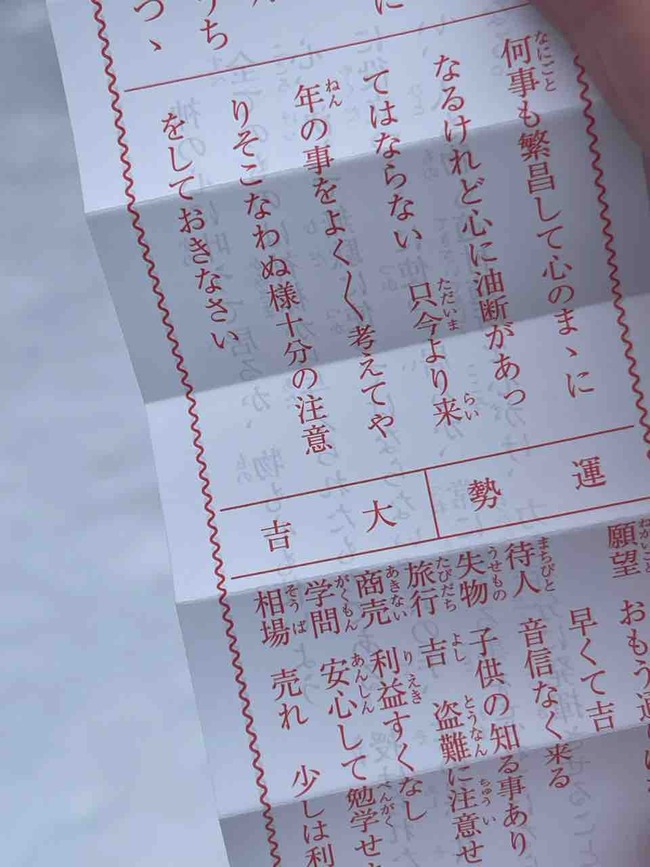 に
うち
つゝ
何事も繁昌して心のまゝに
なるけれど心に油断があっ
てはならない 只今より来
年の事をよく〳〵考えてや
りそこなわぬ様十分の注意
をしておきなさい
運勢
大吉
願望 おもう
早くて吉
待人 音信なく来る
失物 子供の知る事あり
旅行 吉 盗難に注意せ
商売 利益すくなし
学問 安心して勉学せ
相場 売れ 少しは利